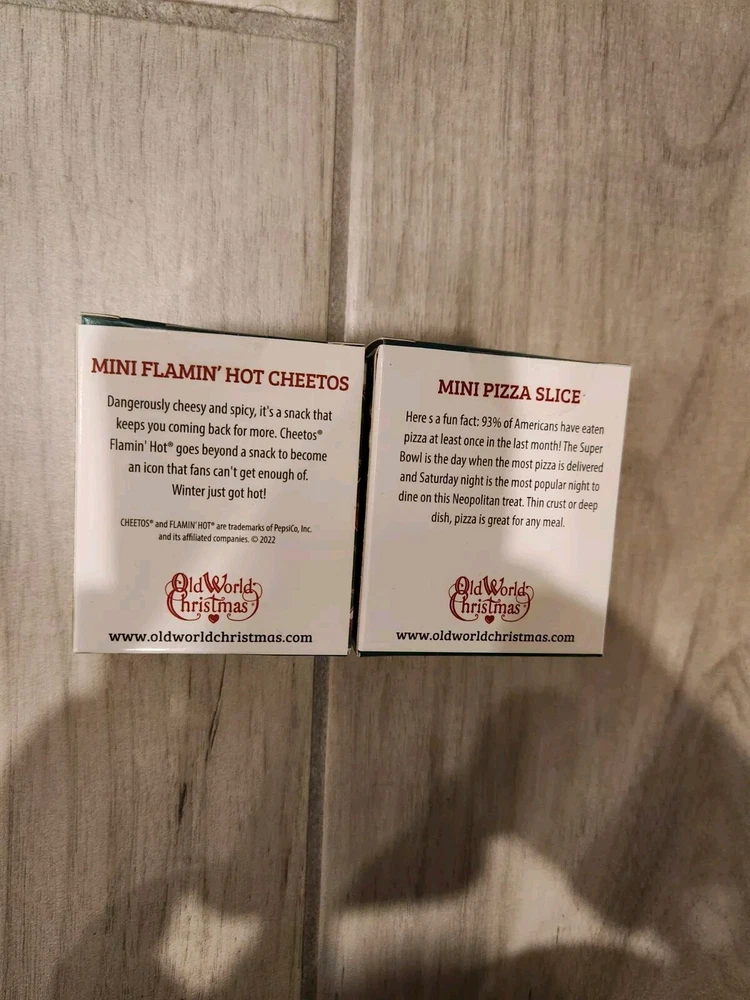 MINI FLAMIN' HOT CHEETOS
Dangerously cheesy and spicy, it's a snack that
keeps you coming back for more. Cheetos®
Flamin' Hot® goes beyond a snack to become
an icon that fans can't get enough of.
Winter just got hot!
CHEETOS® and FLAMIN' HOT® are trademarks of PepsiCo, Inc.
and its affiliated companies. © 2022
Old World
Christmas
www.oldworldchristmas.com
MINI PIZZA SLICE
Here s a fun fact: 93% of Americans have eaten
pizza at least once in the last month! The Super
Bowl is the day when the most pizza is delivered
and Saturday night is the most popular night to
dine on this Neopolitan treat. Thin crust or deep
dish, pizza is great for any meal.
Old World
Christmas
www.oldworldchristmas.com